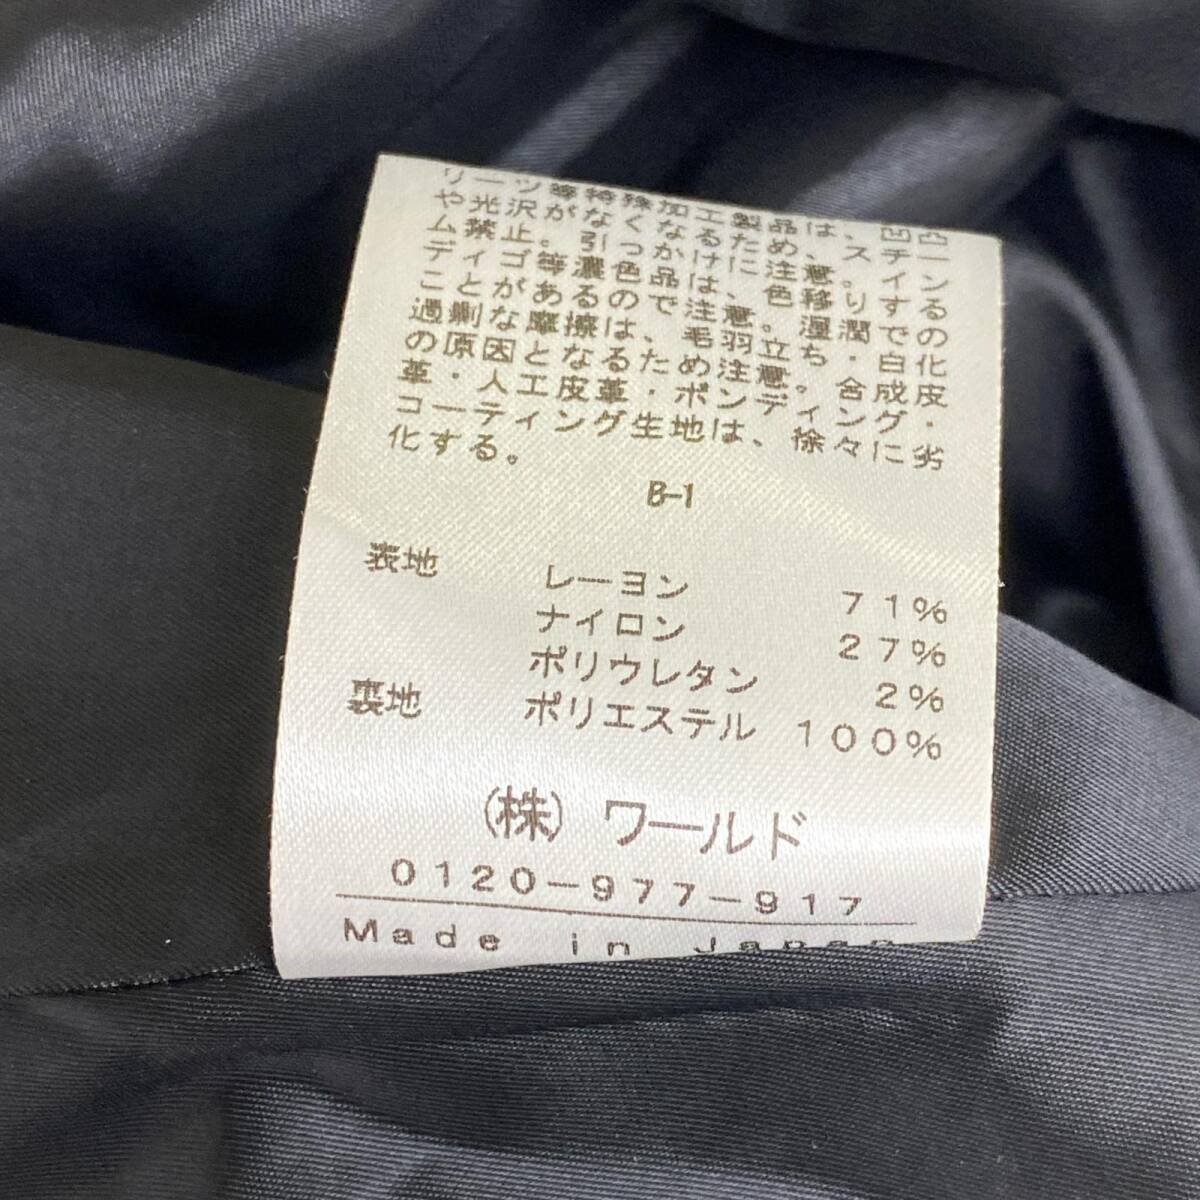 リーツ等特殊加工製品は、凹凸
や光沢がなくなるため、スチー
ム禁止。引っかけに注意。イン
ディゴ等濃色品は、色移りする
ことがあるので注意。湿潤での
過剰な摩擦は、毛羽立ち・白化
の原因となるため注意。合成皮
革・人工皮革・ボンディング・
コーティング生地は、徐々に劣
化する。
B-1
表地 レーヨン 71%
ナイロン 27%
ポリウレタン 2%
裏地 ポリエステル 100%
(株) ワールド
0120-977-917
Made in Japan